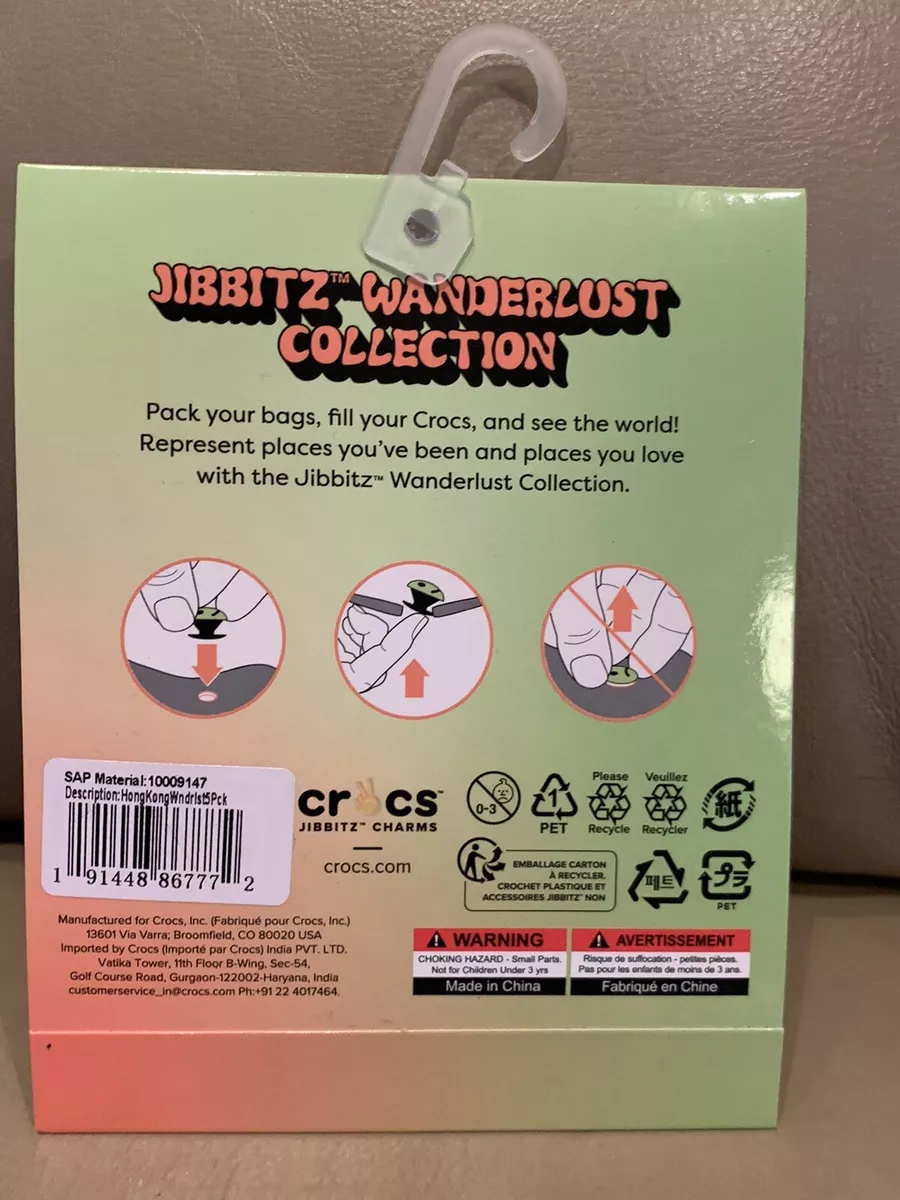 JIBBITZ™ WANDERLUST
COLLECTION
Pack your bags, fill your Crocs, and see the world!
Represent places you've been and places you love
with the Jibbitz™ Wanderlust Collection.
SAP Material:10009147
Description:HongKongWndrlst5Pck
1 91448 86777 2
crocs™
JIBBITZ™ CHARMS
crocs.com
0-3
1
PET
Please
Recycle
Veuillez
Recycler
紙
EMBALLAGE CARTON
À RECYCLER.
CROCHET PLASTIQUE ET
ACCESSOIRES JIBBITZ™ NON
페트
プラ
PET
Manufactured for Crocs, Inc. (Fabriqué pour Crocs, Inc.)
13601 Via Varra; Broomfield, CO 80020 USA
Imported by Crocs (Importé par Crocs) India PVT. LTD.
Vatika Tower, 11th Floor B-Wing, Sec-54,
Golf Course Road, Gurgaon-122002-Haryana, India
customerservice_in@crocs.com Ph:+91 22 4017464.
WARNING
CHOKING HAZARD - Small Parts.
Not for Children Under 3 yrs
Made in China
AVERTISSEMENT
Risque de suffocation - petites pièces.
Pas pour les enfants de moins de 3 ans.
Fabriqué en Chine